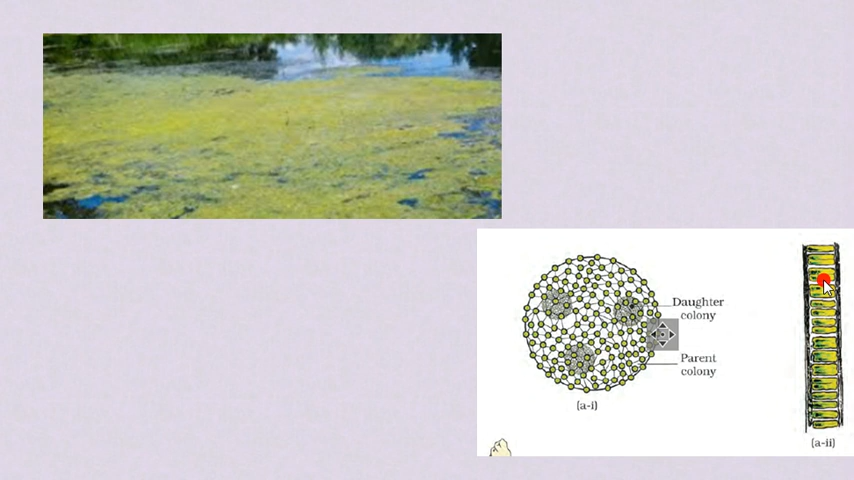 Daughter
colony
Parent
colony
(a-i)
(a-ii)